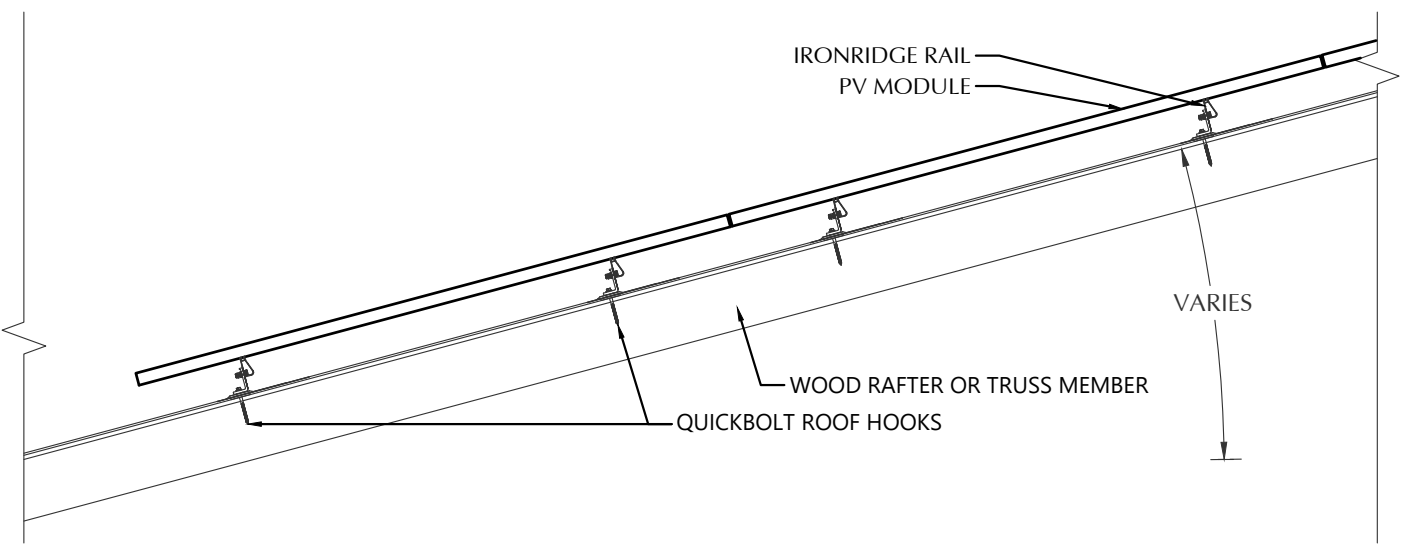 IRONRIDGE RAIL
PV MODULE
VARIES
WOOD RAFTER OR TRUSS MEMBER
QUICKBOLT ROOF HOOKS